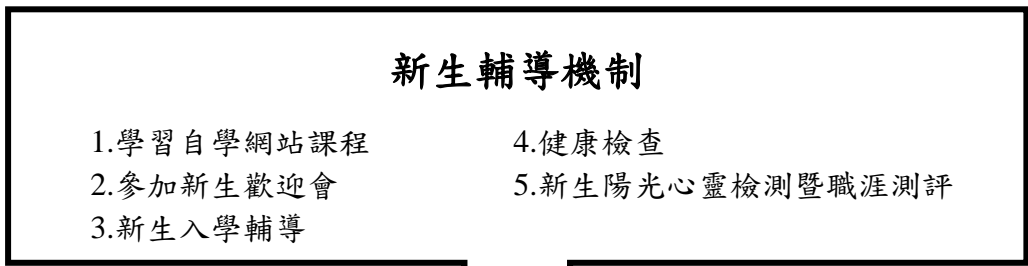 新生輔導機制
1.學習自學網站課程
2.參加新生歡迎會
3.新生入學輔導
4.健康檢查
5.新生陽光心靈檢測暨職涯測評